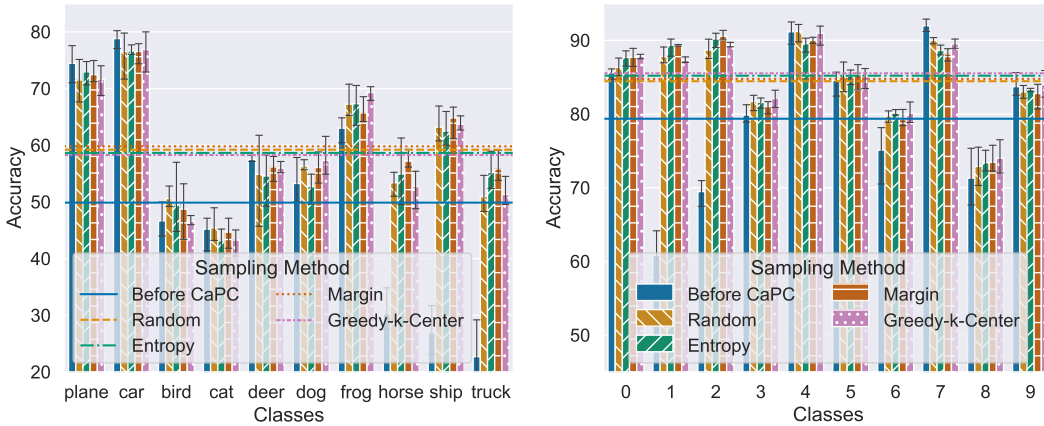 80
70
60
50
40
30
20
Accuracy
Sampling Method
Before CaPC
Random
Entropy
Margin
Greedy-k-Center
plane car bird cat deer dog frog horse ship truck
Classes
90
80
70
60
50
Accuracy
Sampling Method
Before CaPC
Random
Entropy
Margin
Greedy-k-Center
0 1 2 3 4 5 6 7 8 9
Classes